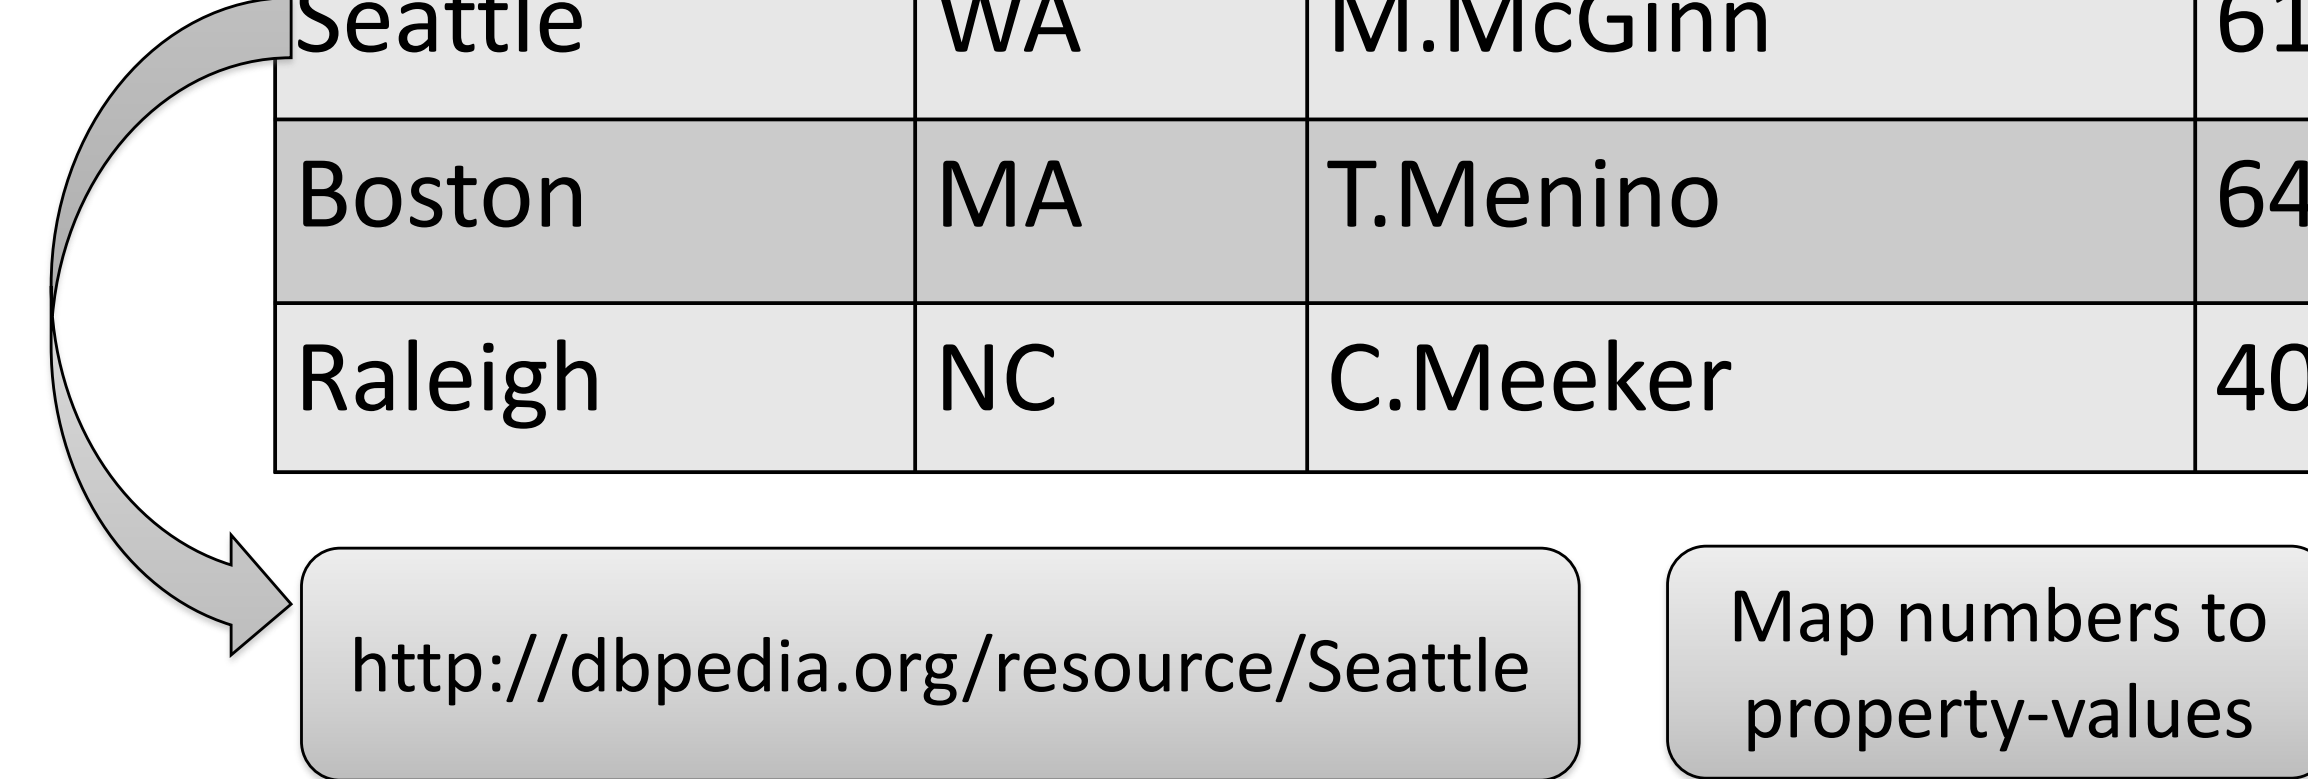 Seattle WA M.McGinn 61
Boston MA T.Menino 64
Raleigh NC C.Meeker 40
http://dbpedia.org/resource/Seattle
Map numbers to
property-values